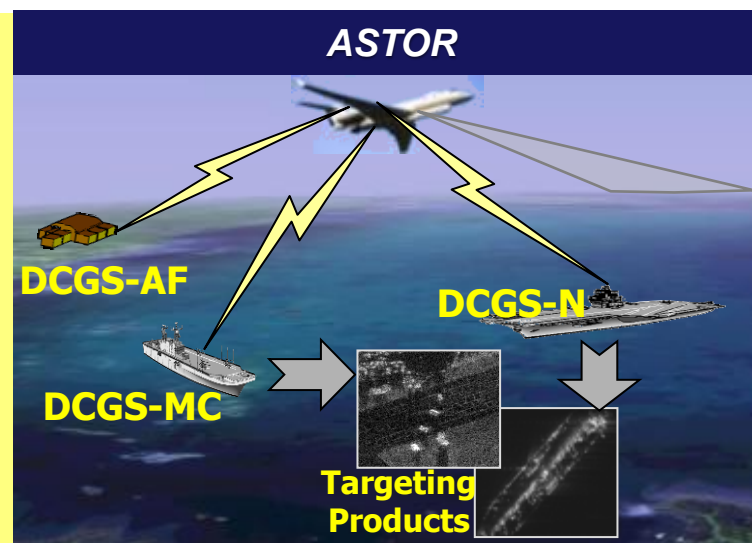 ASTOR
DCGS-AF
DCGS-N
DCGS-MC
Targeting
Products